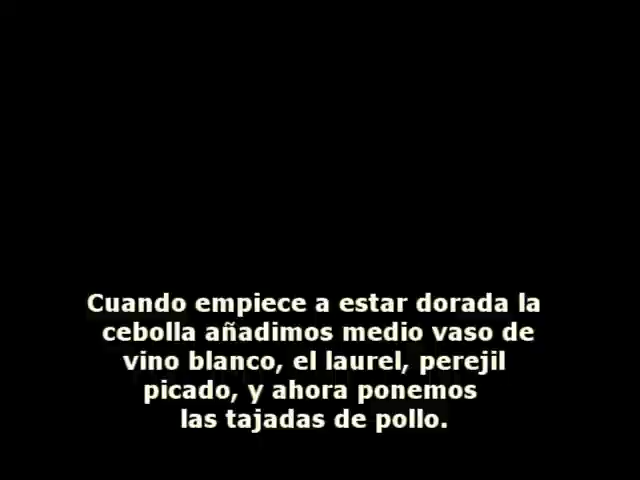 Cuando empiece a estar dorada la
cebolla añadimos medio vaso de
vino blanco, el laurel, perejil
picado, y ahora ponemos
las tajadas de pollo.